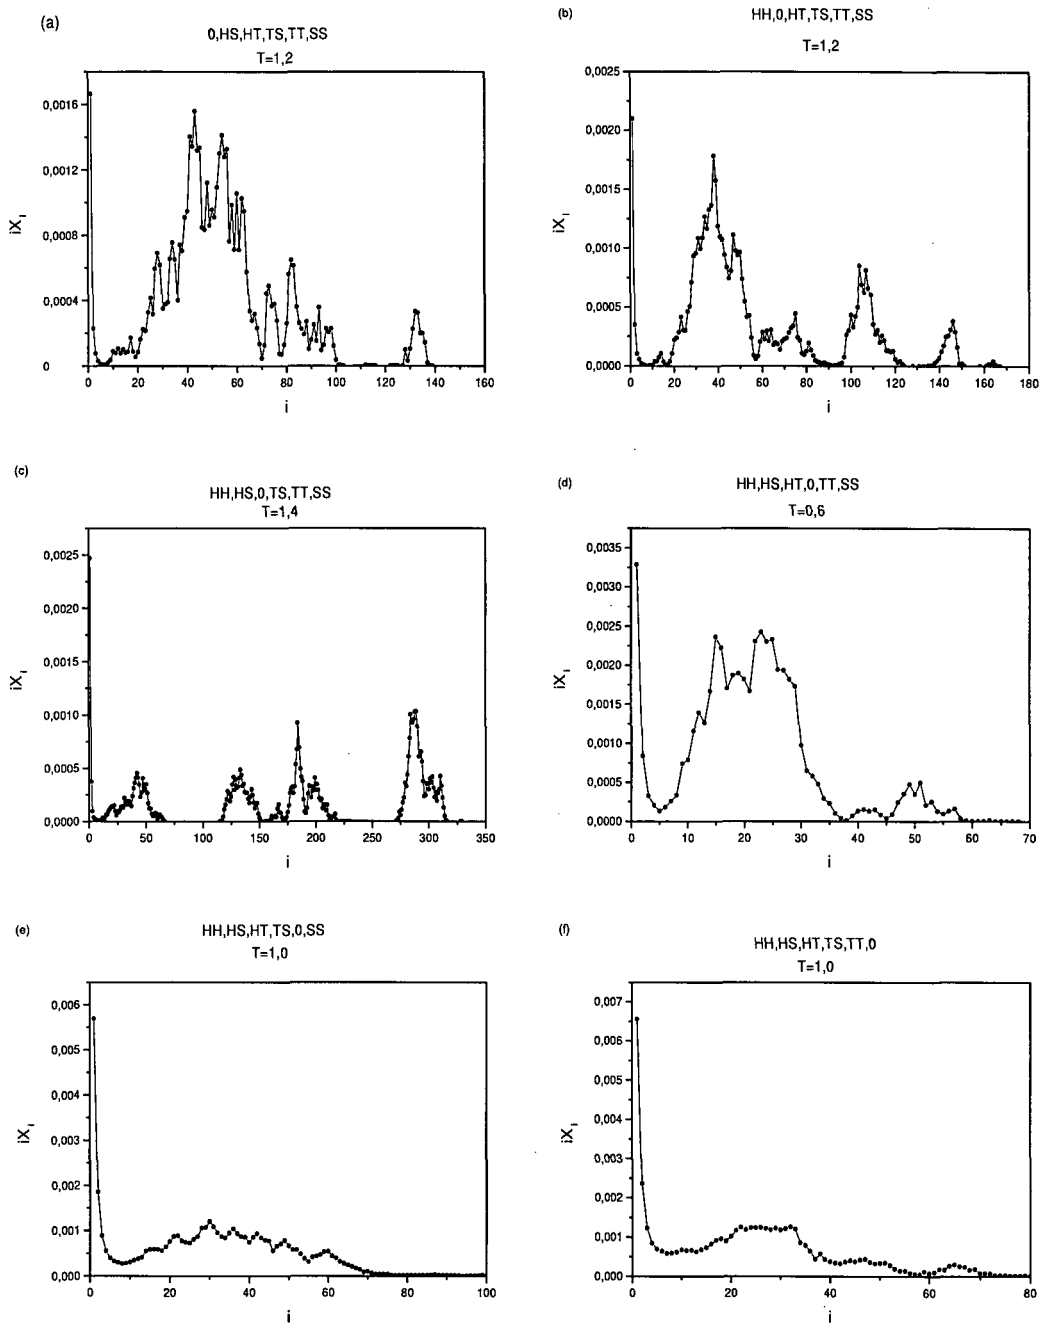 (a)
0,HS,HT,TS,TT,SS
T=1,2
0,0016
0,0012
0,0008
0,0004
0
iXi
0 20 40 60 80 100 120 140 160
i
(b)
HH,0,HT,TS,TT,SS
T=1,2
0,0025
0,0020
0,0015
0,0010
0,0005
0,0000
iXi
0 20 40 60 80 100 120 140 160 180
i
(c)
HH,HS,0,TS,TT,SS
T=1,4
0,0025
0,0020
0,0015
0,0010
0,0005
0,0000
iXi
0 50 100 150 200 250 300 350
i
(d)
HH,HS,HT,0,TT,SS
T=0,6
0,0035
0,0030
0,0025
0,0020
0,0015
0,0010
0,0005
0,0000
iXi
0 10 20 30 40 50 60 70
i
(e)
HH,HS,HT,TS,0,SS
T=1,0
0,006
0,005
0,004
0,003
0,002
0,001
0,000
iXi
0 20 40 60 80 100
i
(f)
HH,HS,HT,TS,TT,0
T=1,0
0,007
0,006
0,005
0,004
0,003
0,002
0,001
0,000
iXi
0 20 40 60 80
i